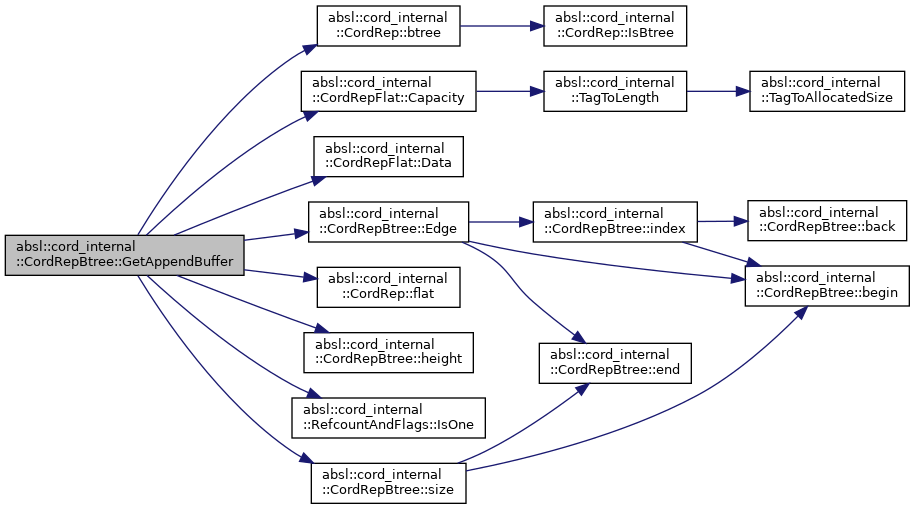 absl::cord_internal
::CordRepBtree::GetAppendBuffer
absl::cord_internal
::CordRep::btree
absl::cord_internal
::CordRep::IsBtree
absl::cord_internal
::CordRepFlat::Capacity
absl::cord_internal
::TagToLength
absl::cord_internal
::TagToAllocatedSize
absl::cord_internal
::CordRepFlat::Data
absl::cord_internal
::CordRepBtree::Edge
absl::cord_internal
::CordRepBtree::index
absl::cord_internal
::CordRepBtree::back
absl::cord_internal
::CordRepBtree::begin
absl::cord_internal
::CordRep::flat
absl::cord_internal
::CordRepBtree::height
absl::cord_internal
::CordRepBtree::end
absl::cord_internal
::RefcountAndFlags::IsOne
absl::cord_internal
::CordRepBtree::size